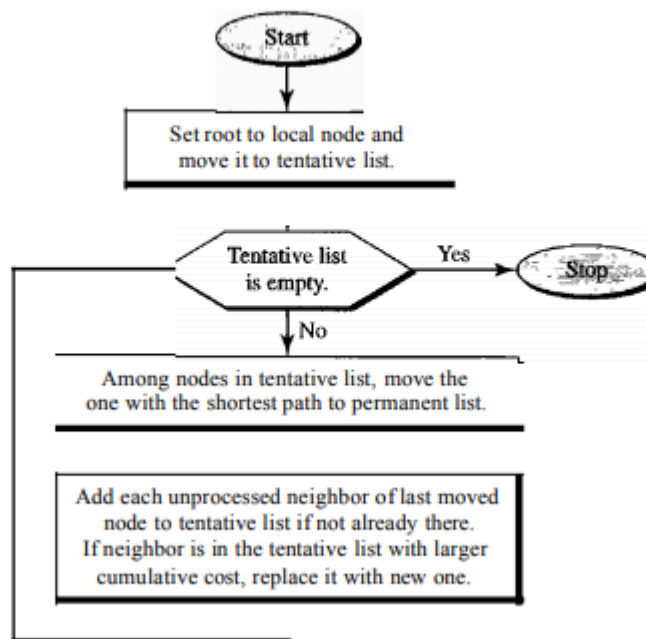 Start
Set root to local node and
move it to tentative list.
Tentative list
is empty.
Yes
Stop
No
Among nodes in tentative list, move the
one with the shortest path to permanent list.
Add each unprocessed neighbor of last moved
node to tentative list if not already there.
If neighbor is in the tentative list with larger
cumulative cost, replace it with new one.